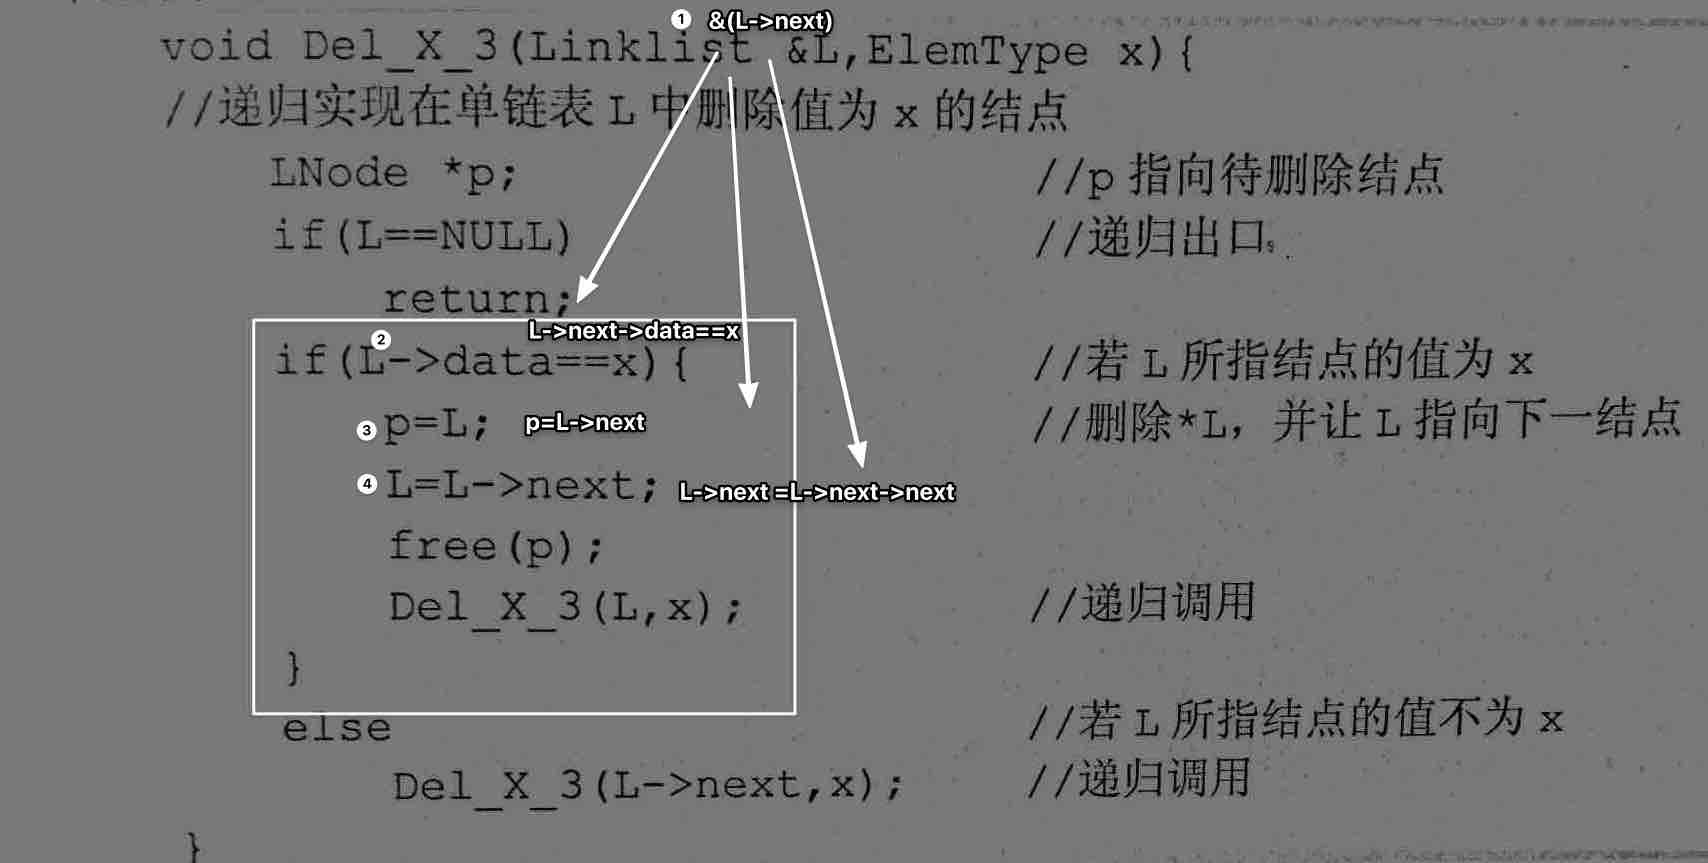 ① &(L->next)
void Del_X_3(Linklist &L,ElemType x){
//递归实现在单链表 L 中删除值为 x 的结点
LNode *p; //p 指向待删除结点
if(L==NULL) //递归出口
return;
L->next->data==x
② if(L->data==x){ //若 L 所指结点的值为 x
③ p=L; p=L->next //删除*L，并让 L 指向下一结点
④ L=L->next; L->next =L->next->next
free(p);
Del_X_3(L,x); //递归调用
}
else //若 L 所指结点的值不为 x
Del_X_3(L->next,x); //递归调用
}